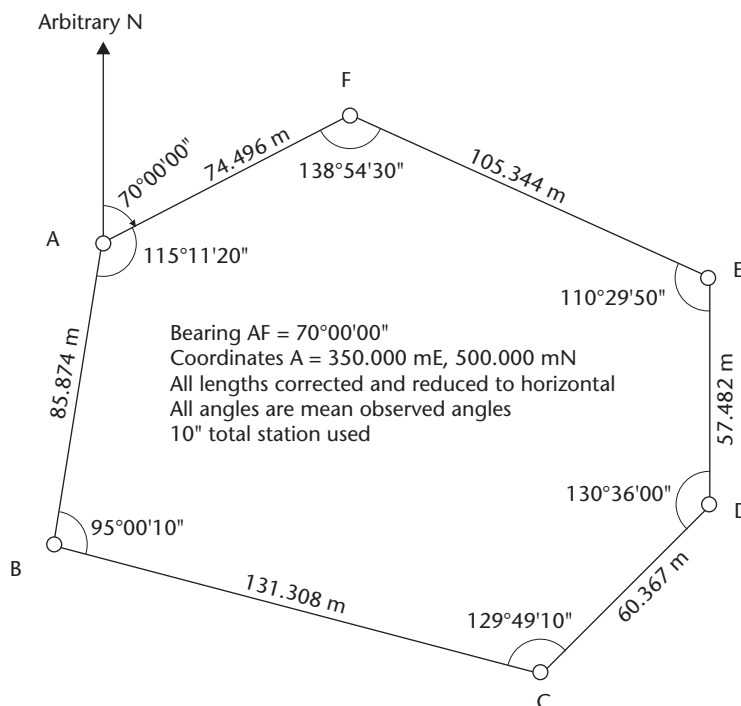 Arbitrary N
F
74.496 m
105.344 m
70°00'00"
138°54'30"
A
115°11'20"
E
110°29'50"
85.874 m
Bearing AF = 70°00'00"
Coordinates A = 350.000 mE, 500.000 mN
All lengths corrected and reduced to horizontal
All angles are mean observed angles
10" total station used
57.482 m
130°36'00"
D
95°00'10"
B
131.308 m
60.367 m
129°49'10"
C